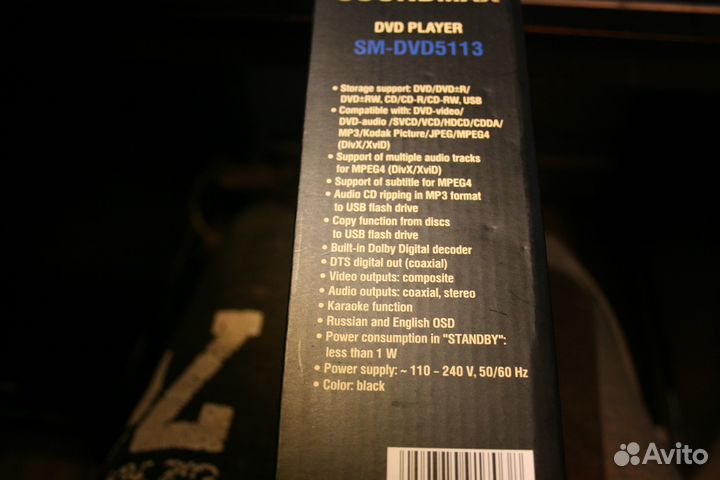 SOUNDMAX
DVD PLAYER
SM-DVD5113
• Storage support: DVD/DVD±R/
DVD±RW, CD/CD-R/CD-RW, USB
• Compatible with: DVD-video/
DVD-audio /SVCD/VCD/HDCD/CDDA/
MP3/Kodak Picture/JPEG/MPEG4
(DivX/XviD)
• Support of multiple audio tracks
for MPEG4 (DivX/XviD)
• Support of subtitle for MPEG4
• Audio CD ripping in MP3 format
to USB flash drive
• Copy function from discs
to USB flash drive
• Built-in Dolby Digital decoder
• DTS digital out (coaxial)
• Video outputs: composite
• Audio outputs: coaxial, stereo
• Karaoke function
• Russian and English OSD
• Power consumption in "STANDBY":
less than 1 W
• Power supply: ~ 110 - 240 V, 50/60 Hz
• Color: black
7
Avito